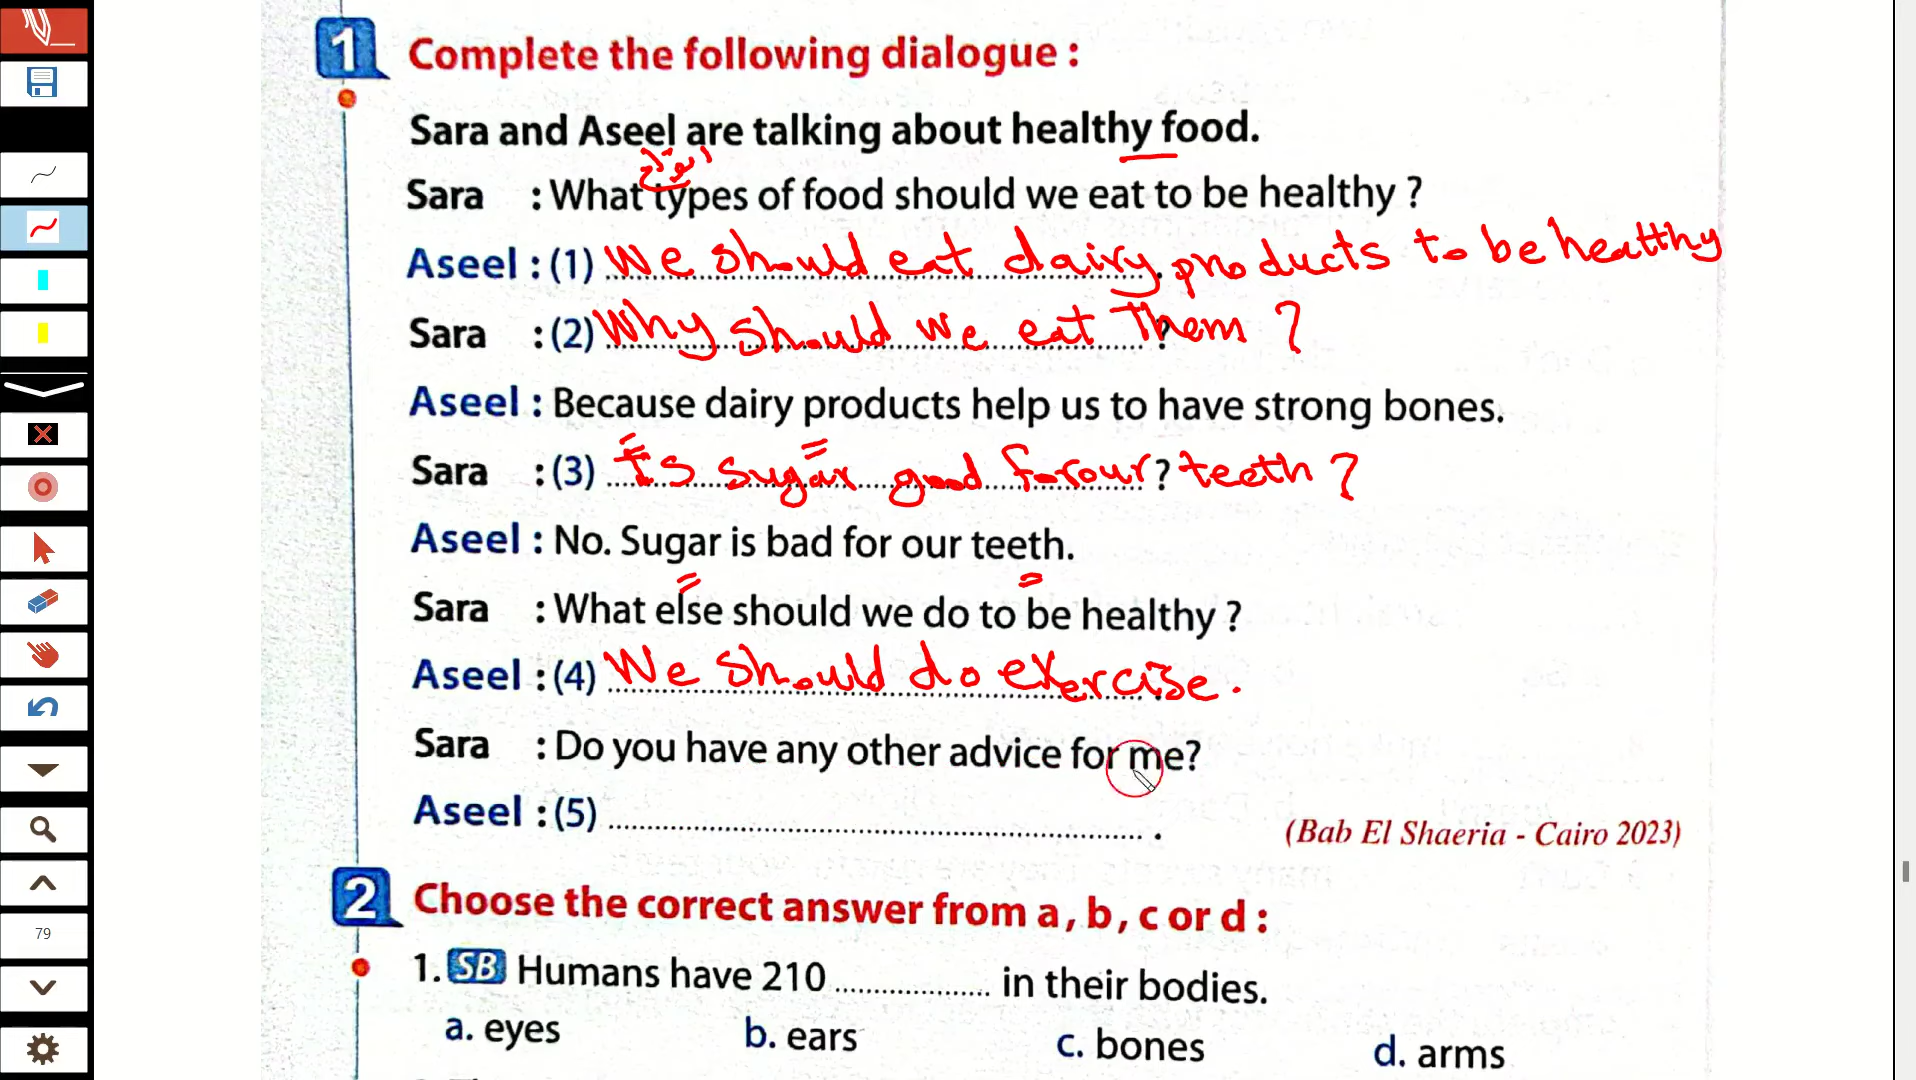 1 Complete the following dialogue :
Sara and Aseel are talking about healthy food.
انواع
Sara : What types of food should we eat to be healthy ?
Aseel : (1) We should eat dairy products to be healthy
Sara : (2) Why should we eat Them ?
Aseel : Because dairy products help us to have strong bones.
Sara : (3) Is sugar good for our ? teeth ?
Aseel : No. Sugar is bad for our teeth.
Sara : What else should we do to be healthy ?
Aseel : (4) We should do exercise.
Sara : Do you have any other advice for me?
Aseel : (5) .
(Bab El Shaeria - Cairo 2023)
2 Choose the correct answer from a , b , c or d :
1. SB Humans have 210 .................... in their bodies.
a. eyes b. ears c. bones d. arms
79